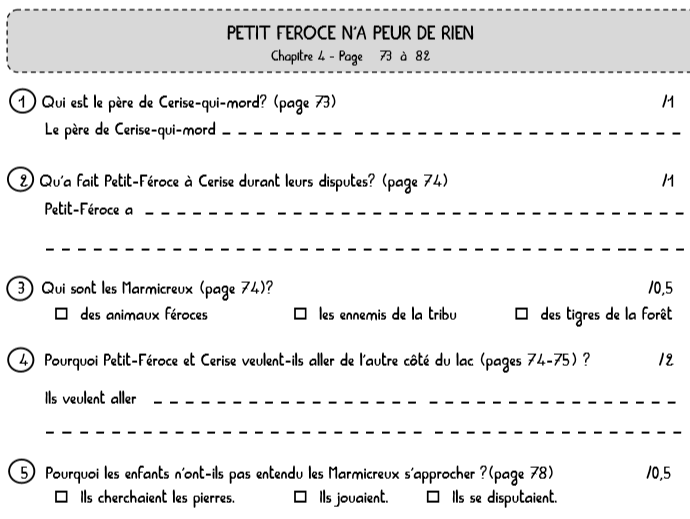 PETIT FEROCE N'A PEUR DE RIEN
Chapitre 4 - Page 73 à 82
1 Qui est le père de Cerise-qui-mord? (page 73) /1
Le père de Cerise-qui-mord
2 Qu'a fait Petit-Féroce à Cerise durant leurs disputes? (page 74) /1
Petit-Féroce a
3 Qui sont les Marmicreux (page 74)? /0,5
☐ des animaux féroces ☐ les ennemis de la tribu ☐ des tigres de la forêt
4 Pourquoi Petit-Féroce et Cerise veulent-ils aller de l'autre côté du lac (pages 74-75) ? /2
Ils veulent aller
5 Pourquoi les enfants n'ont-ils pas entendu les Marmicreux s'approcher ?(page 78) /0,5
☐ Ils cherchaient les pierres. ☐ Ils jouaient. ☐ Ils se disputaient.